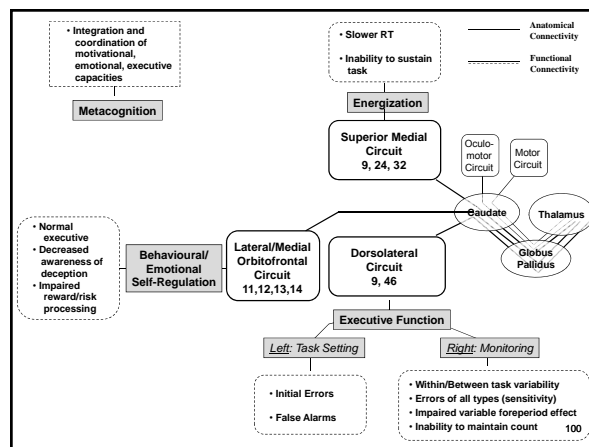 • Integration and
coordination of
motivational,
emotional, executive
capacities
Metacognition
• Slower RT
• Inability to sustain
task
Energization
Anatomical
Connectivity
Functional
Connectivity
Superior Medial
Circuit
9, 24, 32
Oculo-
motor
Circuit
Motor
Circuit
Caudate
Thalamus
Globus
Pallidus
• Normal
executive
• Decreased
awareness of
deception
• Impaired
reward/risk
processing
Behavioural/
Emotional
Self-Regulation
Lateral/Medial
Orbitofrontal
Circuit
11,12,13,14
Dorsolateral
Circuit
9, 46
Executive Function
Left: Task Setting
Right: Monitoring
• Initial Errors
• False Alarms
• Within/Between task variability
• Errors of all types (sensitivity)
• Impaired variable foreperiod effect
• Inability to maintain count
100